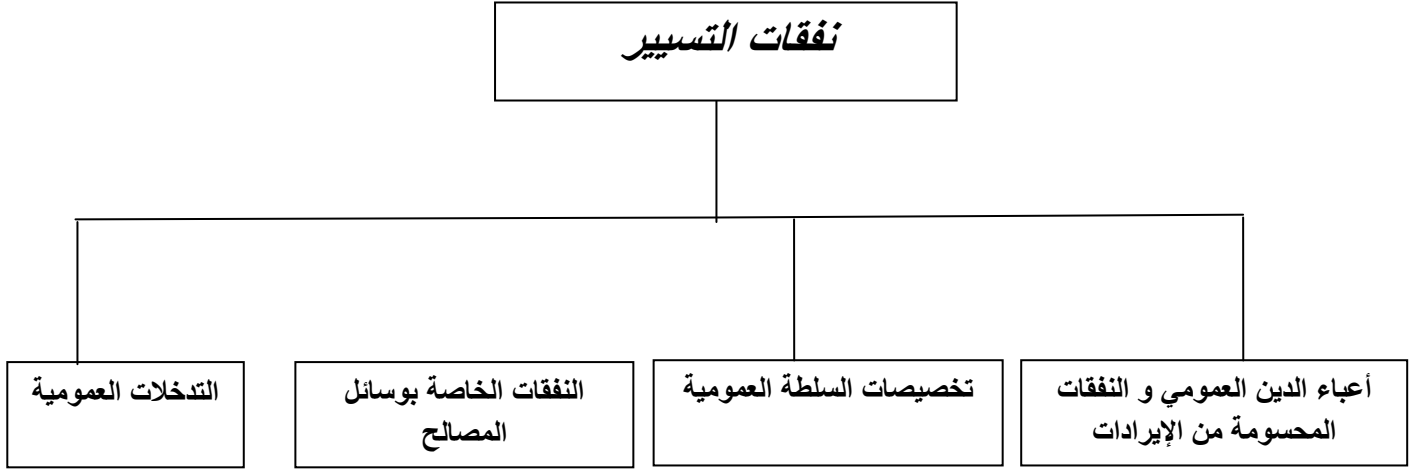 نفقات التسيير
أعباء الدين العمومي و النفقات
المحسومة من الإيرادات
تخصيصات السلطة العمومية
النفقات الخاصة بوسائل
المصالح
التدخلات العمومية